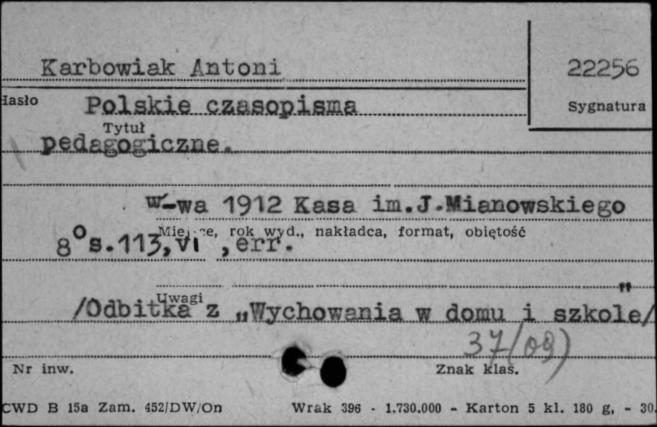 Karbowiak Antoni
22256
Hasło
Polskie czasopisma
Sygnatura
Tytuł
pedagogiczne.
W-wa 1912 Kasa im.J.Mianowskiego
Miejsce, rok wyd., nakładca, format, objętość
8° s.113,VI ,err.
Uwagi
/Odbitka z „Wychowania w domu i szkole"/
37(09)
Nr inw.
Znak klas.
CWD B 15a Zam. 452/DW/On
Wrak 396 - 1.730.000 - Karton 5 kl. 180 g, - 30.